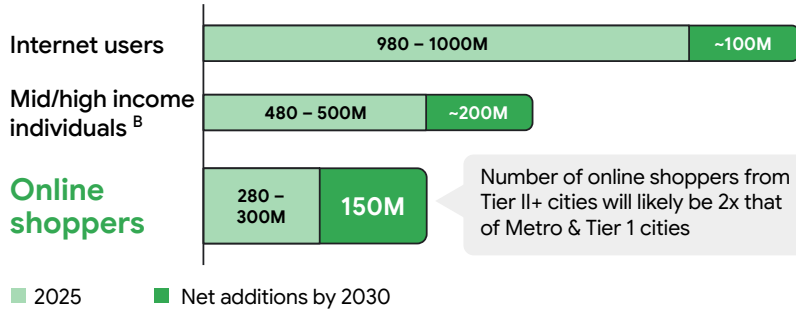 Internet users
980 – 1000M
~100M
Mid/high income
individuals B
480 – 500M
~200M
Online
shoppers
280 –
300M
150M
Number of online shoppers from
Tier II+ cities will likely be 2x that
of Metro & Tier 1 cities
2025
Net additions by 2030